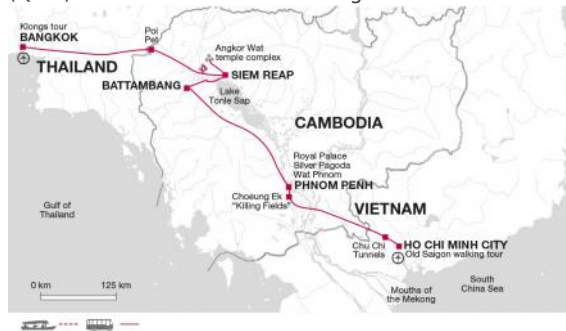 Klongs tour
BANGKOK
THAILAND
Poi
Pet
Angkor Wat
temple complex
SIEM REAP
BATTAMBANG
Lake
Tonle Sap
CAMBODIA
Royal Palace
Silver Pagoda
Wat Phnom
PHNOM PENH
Choeung Ek
"Killing Fields"
VIETNAM
Gulf of
Thailand
Chu Chi
Tunnels
HO CHI MINH CITY
Old Saigon walking tour
0 km
125 km
Mouths of
the Mekong
South
China Sea